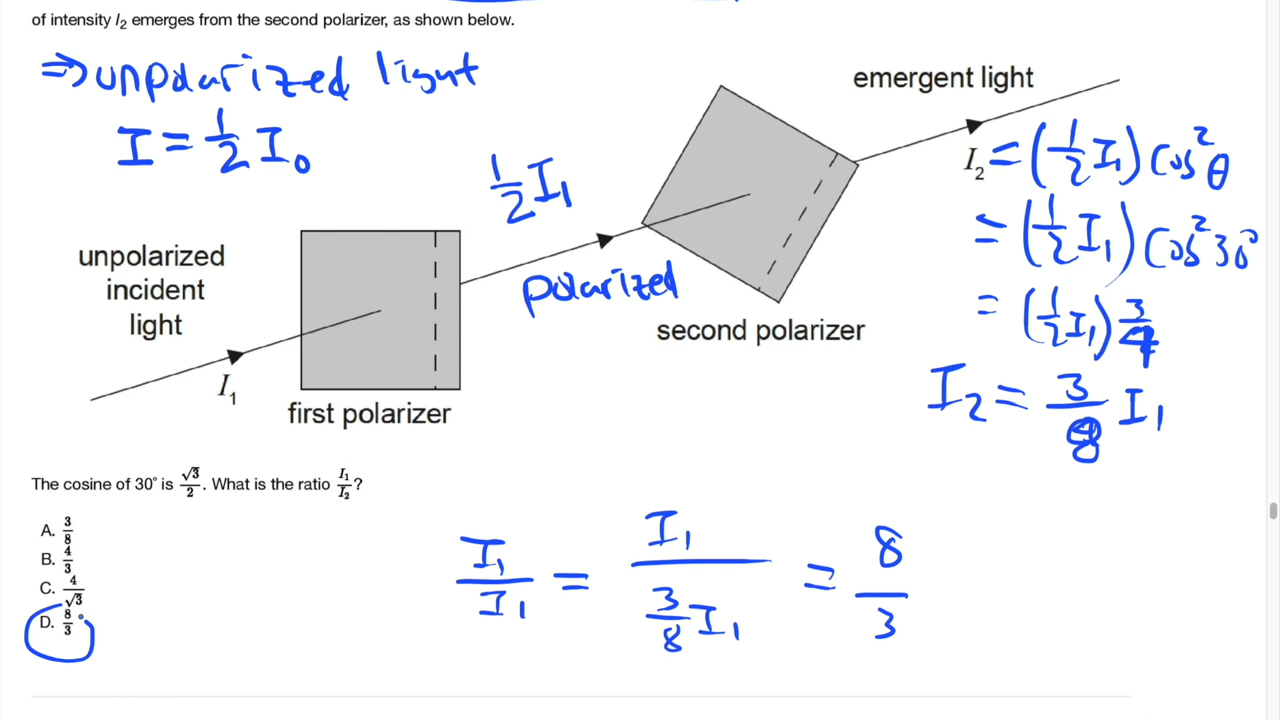 of intensity I₂ emerges from the second polarizer, as shown below.
⇒ unpolarized light
I = 1/2 I₀
emergent light
I₂ = (1/2 I₁) Cos²θ
= (1/2 I₁) Cos²30°
= (1/2 I₁) 3/4
I₂ = 3/8 I₁
1/2 I₁
polarized
second polarizer
unpolarized
incident
light
I₁
first polarizer
The cosine of 30° is √3/2. What is the ratio I₁/I₂?
A. 3/8
B. 4/3
C. 4/√3
D. 8/3
I₁/I₁ = I₁/(3/8 I₁) = 8/3